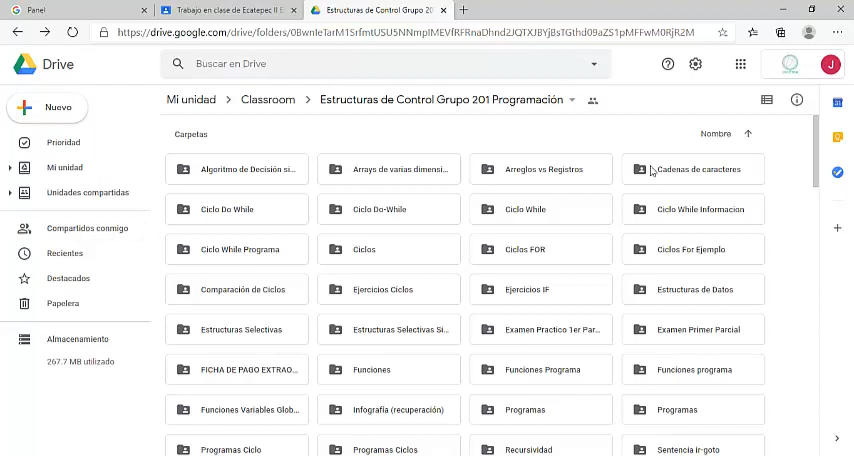 Panel
Trabajo en clase de Ecatepec II E
Estructuras de Control Grupo 201
https://drive.google.com/drive/folders/
Drive
Buscar en Drive
J
Nuevo
Mi unidad
Classroom
Estructuras de Control Grupo 201 Programación
Carpetas
Nombre
Prioridad
Mi unidad
Unidades compartidas
Compartidos conmigo
Recientes
Destacados
Papelera
Almacenamiento
267.7 MB utilizado
Algoritmo de Decisión si...
Arrays de varias dimensi...
Arreglos vs Registros
Cadenas de caracteres
Ciclo Do While
Ciclo Do-While
Ciclo While
Ciclo While Informacion
Ciclo While Programa
Ciclos
Ciclos FOR
Ciclos For Ejemplo
Comparación de Ciclos
Ejercicios Ciclos
Ejercicios IF
Estructuras de Datos
Estructuras Selectivas
Estructuras Selectivas Si...
Examen Practico 1er Par...
Examen Primer Parcial
FICHA DE PAGO EXTRAO...
Funciones
Funciones Programa
Funciones programa
Funciones Variables Glob...
Infografía (recuperación)
Programas
Programas
Programas Ciclo
Programas Ciclos
Recursividad
Sentencia ir-goto